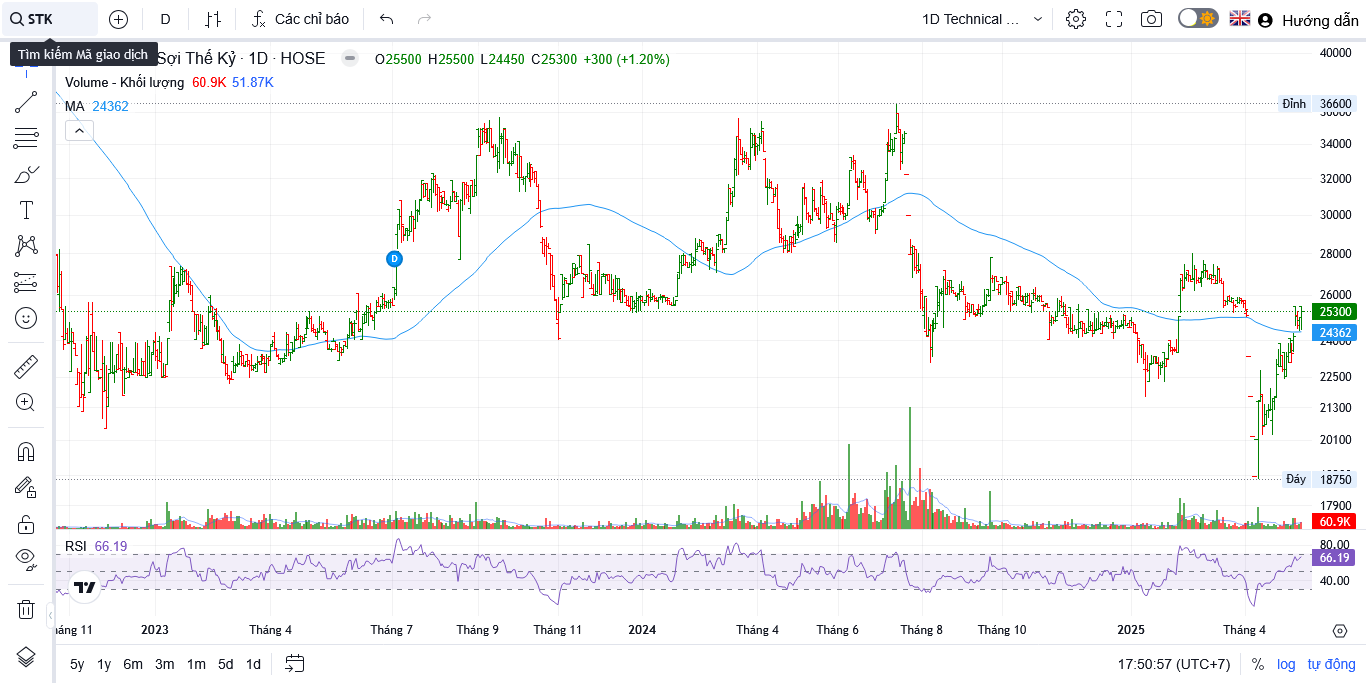 STK
D
Các chỉ báo
1D Technical ...
Hướng dẫn
Tìm kiếm Mã giao dịch
Sợi Thế Kỷ · 1D · HOSE
O25500 H25500 L24450 C25300 +300 (+1.20%)
Volume - Khối lượng 60.9K 51.87K
MA 24362
D
40000
Đỉnh 36600
36000
34000
32000
30000
28000
26000
25300
24362
24000
22500
21300
20100
Đáy 18750
17900
60.9K
RSI 66.19
80.00
66.19
40.00
háng 11 2023 Tháng 4 Tháng 7 Tháng 9 Tháng 11 2024 Tháng 4 Tháng 6 Tháng 8 Tháng 10 2025 Tháng 4
5y 1y 6m 3m 1m 5d 1d
17:50:57 (UTC+7) % log tự động